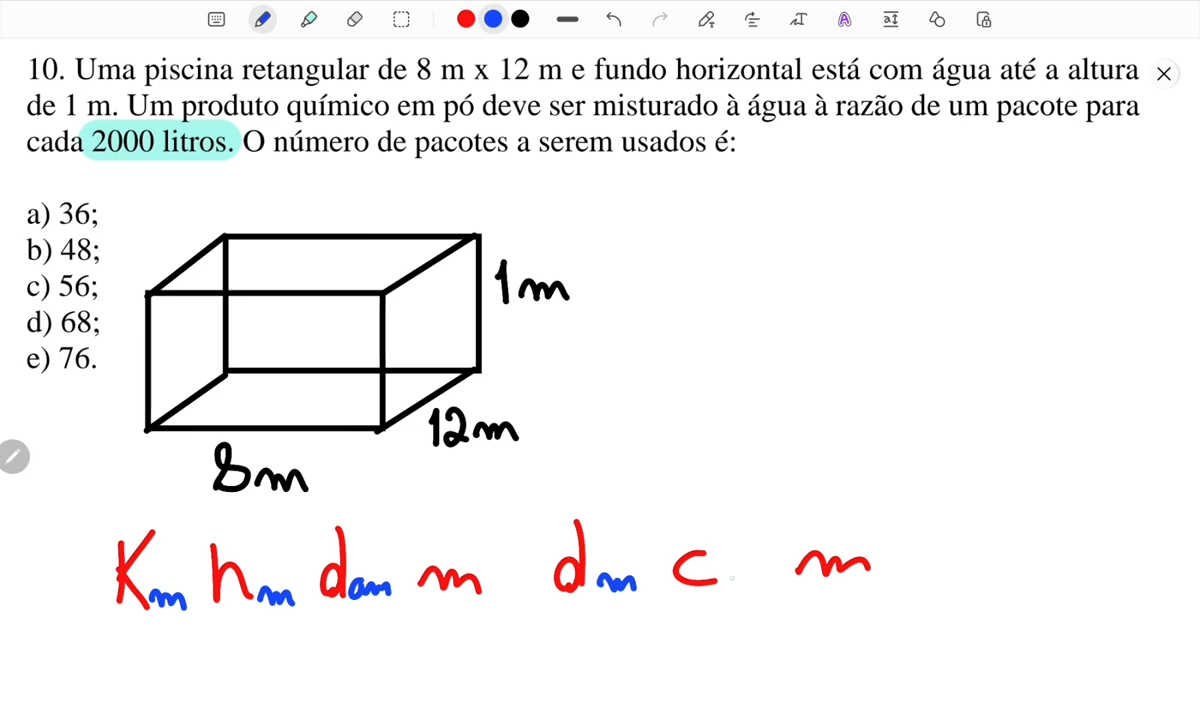 10. Uma piscina retangular de 8 m x 12 m e fundo horizontal está com água até a altura
de 1 m. Um produto químico em pó deve ser misturado à água à razão de um pacote para
cada 2000 litros. O número de pacotes a serem usados é:
a) 36;
b) 48;
c) 56;
d) 68;
e) 76.
1m
12m
8m
Km hm dam m dm c m